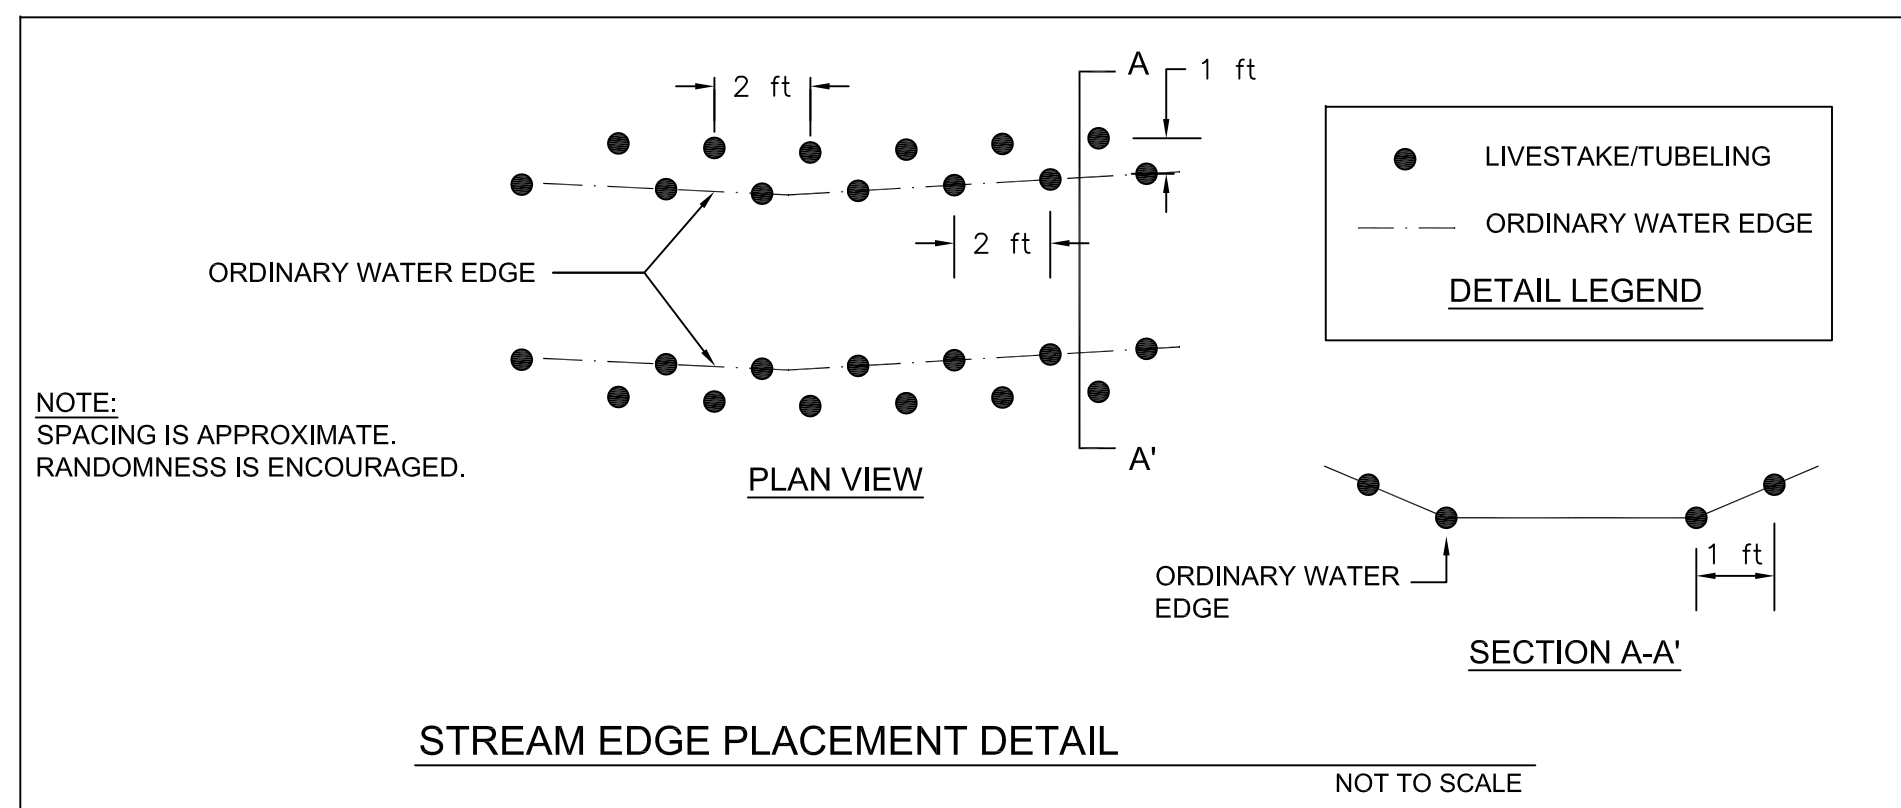 2 ft
A
1 ft
LIVESTAKE/TUBELING
ORDINARY WATER EDGE
DETAIL LEGEND
2 ft
ORDINARY WATER EDGE
NOTE:
SPACING IS APPROXIMATE.
RANDOMNESS IS ENCOURAGED.
A'
PLAN VIEW
1 ft
ORDINARY WATER
EDGE
SECTION A-A'
STREAM EDGE PLACEMENT DETAIL
NOT TO SCALE